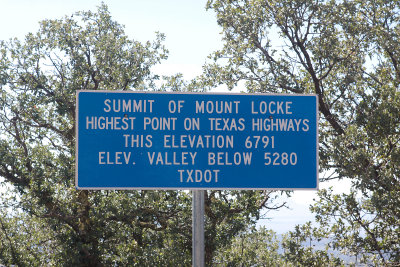 SUMMIT OF MOUNT LOCKE
HIGHEST POINT ON TEXAS HIGHWAYS
THIS ELEVATION 6791
ELEV. VALLEY BELOW 5280
TXDOT